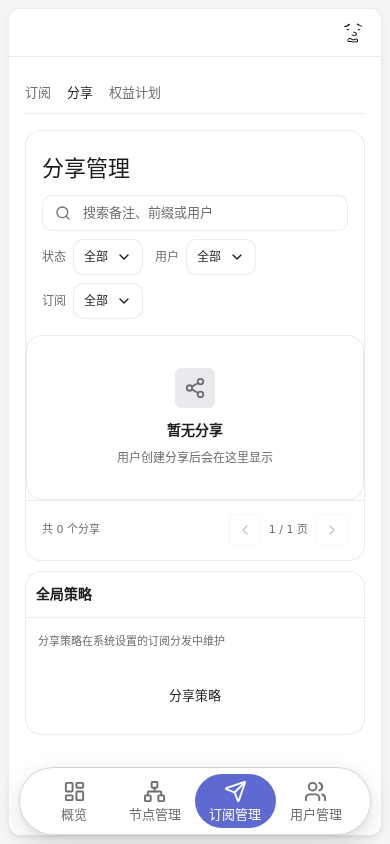 订阅 分享 权益计划
分享管理
搜索备注、前缀或用户
状态 全部 用户 全部
订阅 全部
暂无分享
用户创建分享后会在这里显示
共 0 个分享 1 / 1 页
全局策略
分享策略在系统设置的订阅分发中维护
分享策略
概览 节点管理 订阅管理 用户管理